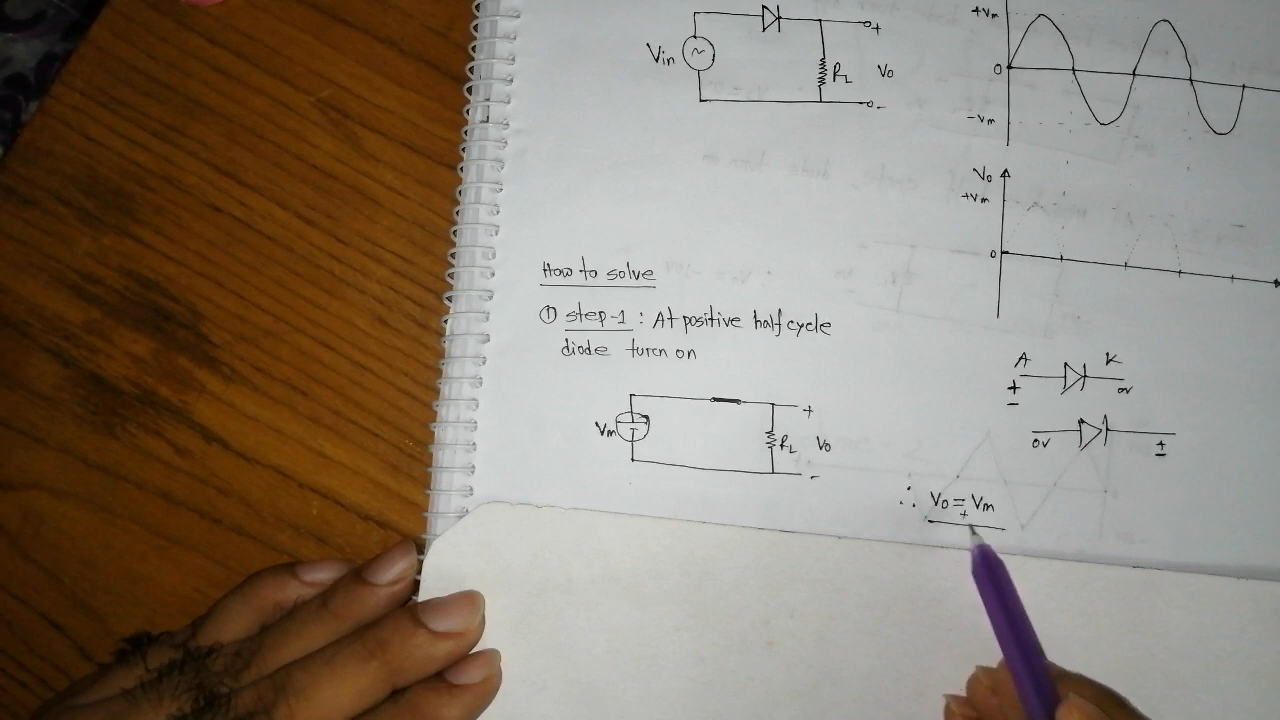 Vin
RL
Vo
+
-
+Vm
0
-Vm
Vo
+Vm
0
How to solve
① step-1 : At positive half cycle
diode turn on
Vm
RL
Vo
+
-
A K
+
-
0V
0V
+
-
∴ Vo = +Vm